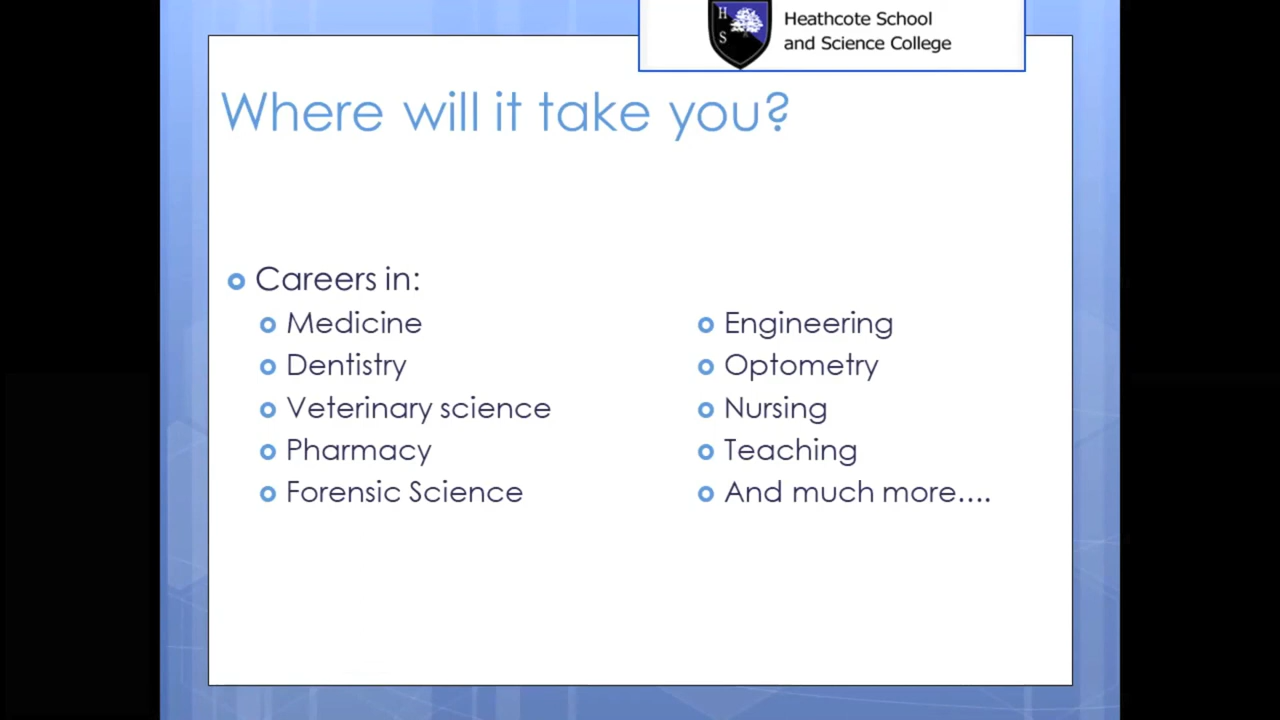 H
S
Heathcote School
and Science College
Where will it take you?
Careers in:
Medicine
Dentistry
Veterinary science
Pharmacy
Forensic Science
Engineering
Optometry
Nursing
Teaching
And much more....